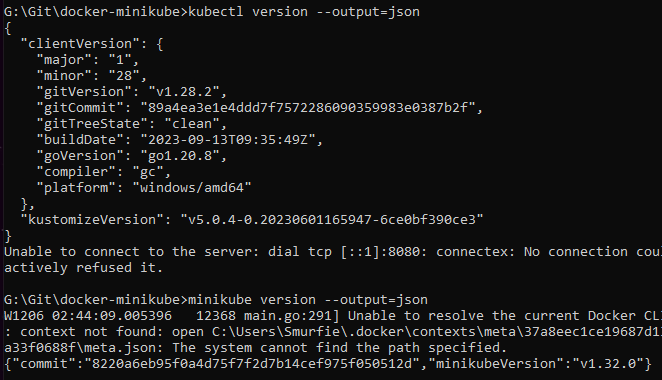 G:\Git\docker-minikube>kubectl version --output=json
{
  "clientVersion": {
    "major": "1",
    "minor": "28",
    "gitVersion": "v1.28.2",
    "gitCommit": "89a4ea3e1e4ddd7f7572286090359983e0387b2f",
    "gitTreeState": "clean",
    "buildDate": "2023-09-13T09:35:49Z",
    "goVersion": "go1.20.8",
    "compiler": "gc",
    "platform": "windows/amd64"
  },
  "kustomizeVersion": "v5.0.4-0.20230601165947-6ce0bf390ce3"
}
Unable to connect to the server: dial tcp [::1]:8080: connectex: No connection cou
actively refused it.
G:\Git\docker-minikube>minikube version --output=json
W1206 02:44:09.005396   12368 main.go:291] Unable to resolve the current Docker CL
: context not found: open C:\Users\Smurfie\.docker\contexts\meta\37a8eec1ce19687d1
a33f0688f\meta.json: The system cannot find the path specified.
{"commit":"8220a6eb95f0a4d75f7f2d7b14cef975f050512d","minikubeVersion":"v1.32.0"}